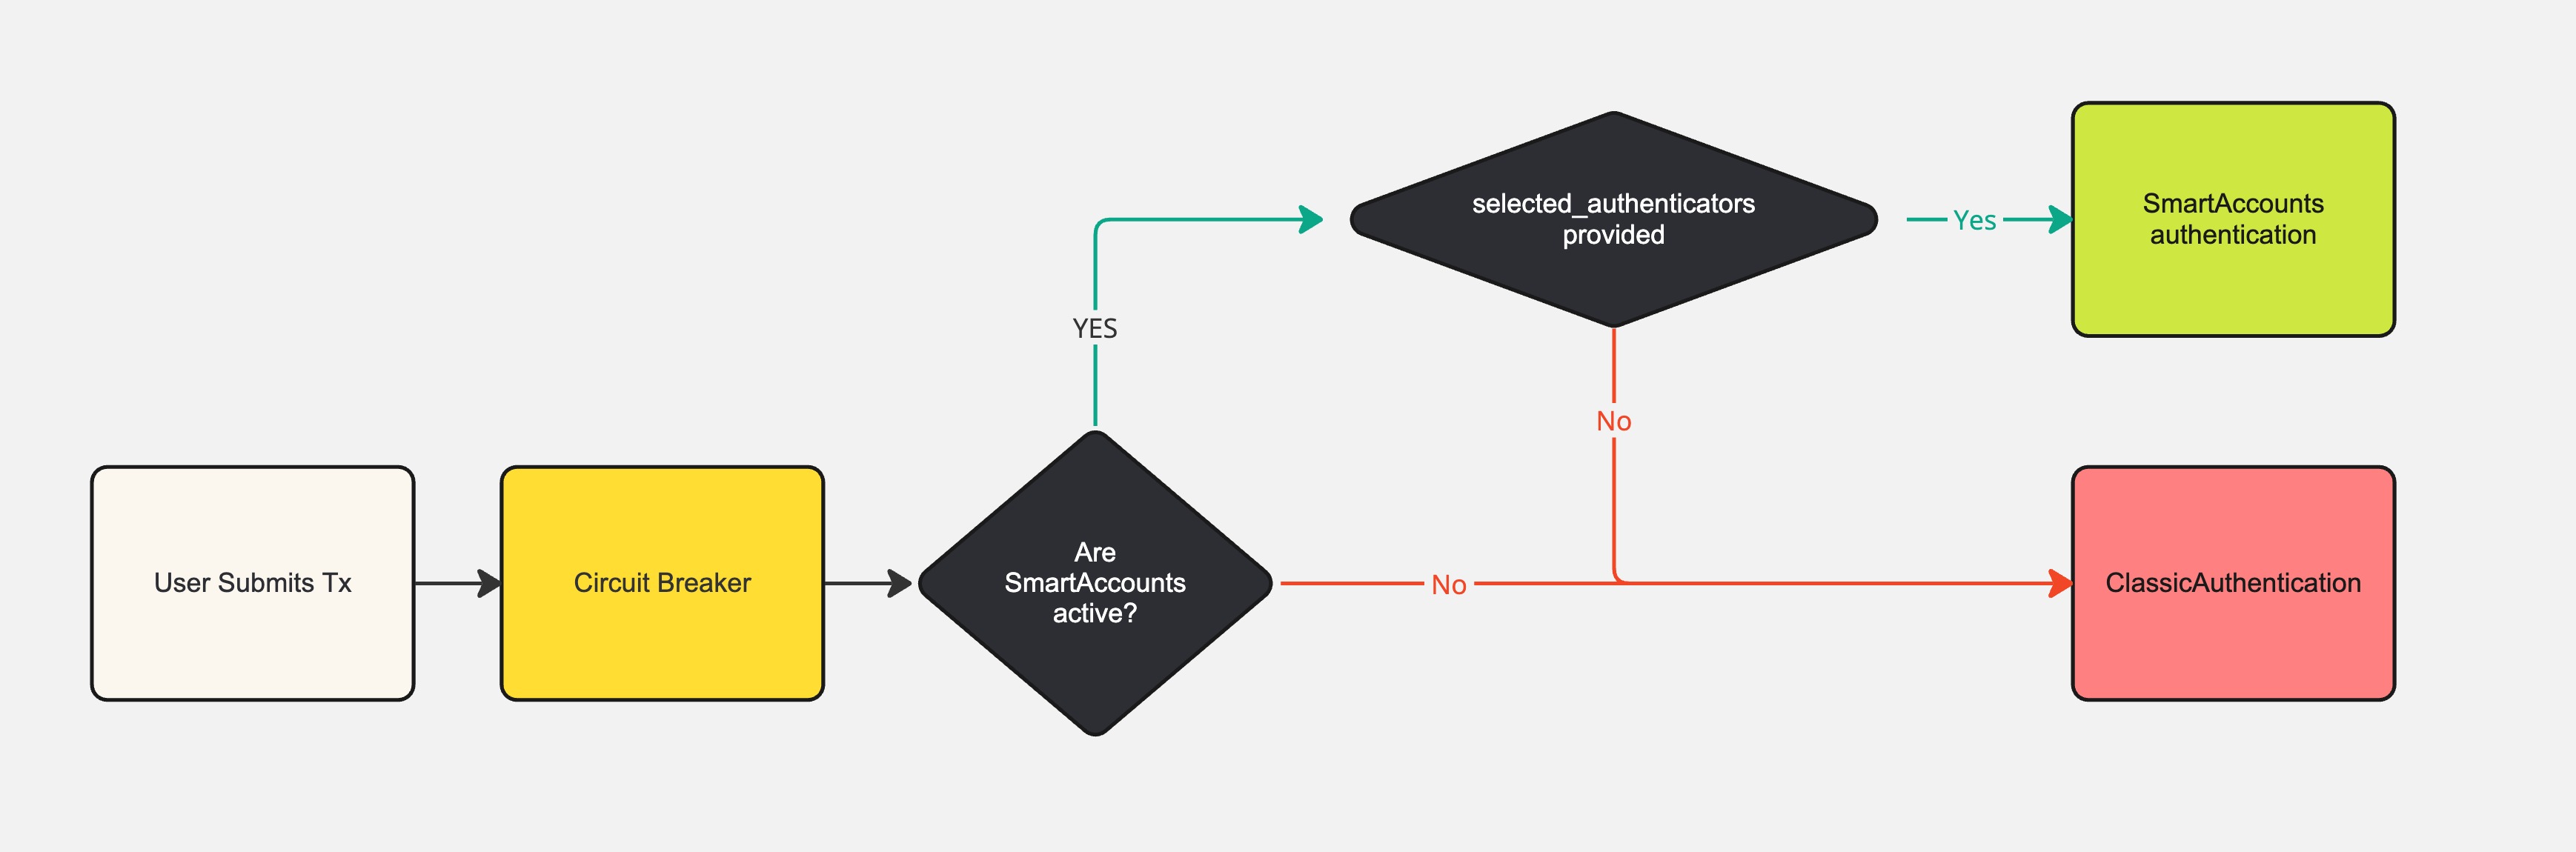 User Submits Tx
Circuit Breaker
Are
SmartAccounts
active?
YES
selected_authenticators
provided
Yes
SmartAccounts
authentication
No
No
ClassicAuthentication